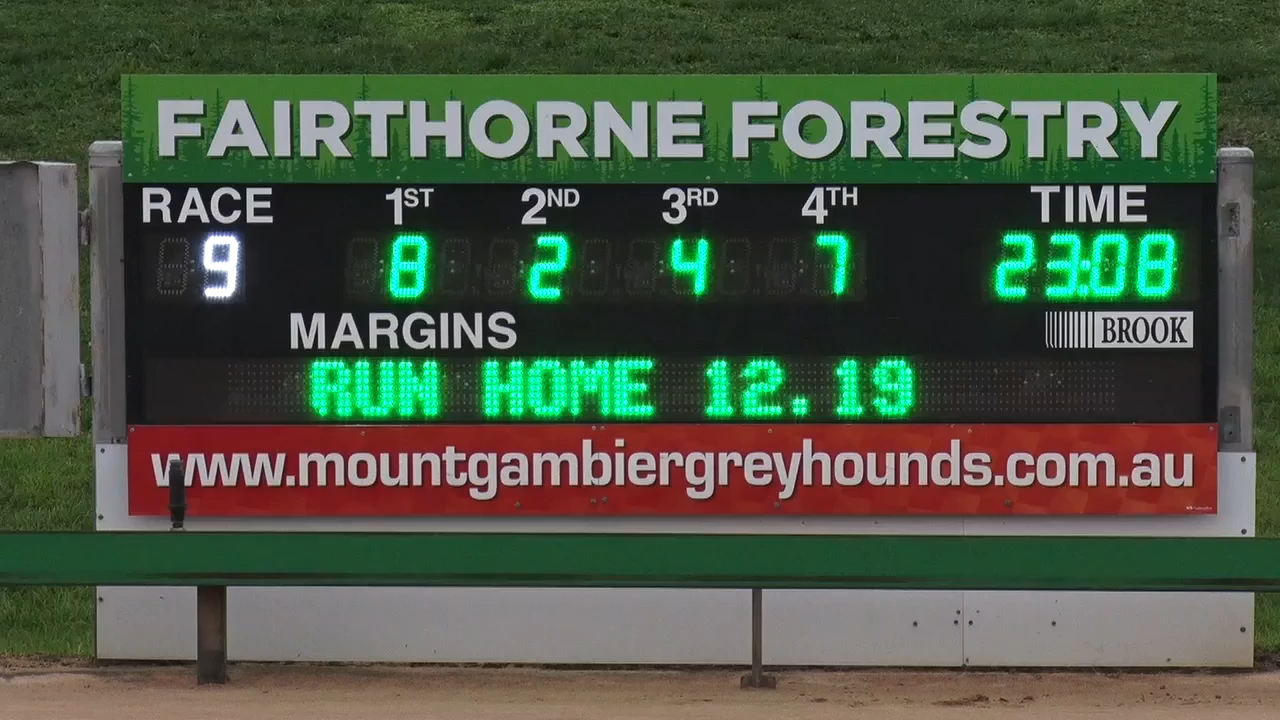 FAIRTHORNE FORESTRY
RACE 1ST 2ND 3RD 4TH TIME
9 8 2 4 7 23:08
MARGINS BROOK
RUN HOME 12.19
www.mountgambiergreyhounds.com.au